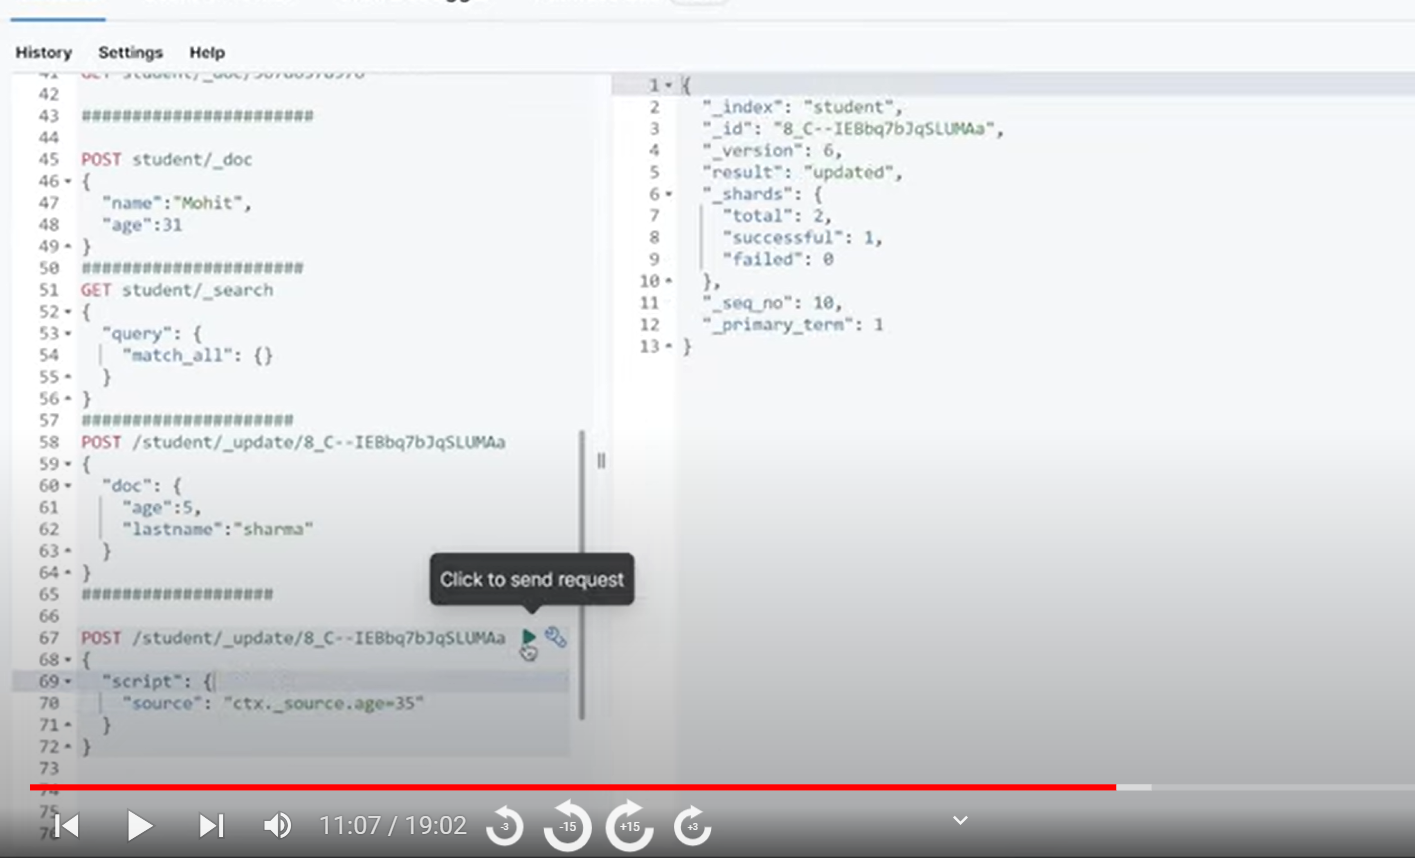 History Settings Help
41 GET student/_doc/
42
43 #######################
44
45 POST student/_doc
46 {
47 "name":"Mohit",
48 "age":31
49 }
50 ######################
51 GET student/_search
52 {
53 "query": {
54 "match_all": {}
55 }
56 }
57 #####################
58 POST /student/_update/8_C--IEBbq7bJqSLUMAa
59 {
60 "doc": {
61 "age":5,
62 "lastname":"sharma"
63 }
64 }
65 ###################
66
67 POST /student/_update/8_C--IEBbq7bJqSLUMAa
68 {
69 "script": {
70 "source": "ctx._source.age=35"
71 }
72 }
73
74
75
76
Click to send request
1 {
2 "_index": "student",
3 "_id": "8_C--IEBbq7bJqSLUMAa",
4 "_version": 6,
5 "result": "updated",
6 "_shards": {
7 "total": 2,
8 "successful": 1,
9 "failed": 0
10 },
11 "_seq_no": 10,
12 "_primary_term": 1
13 }
11:07 / 19:02 -3 -15 +15 +3